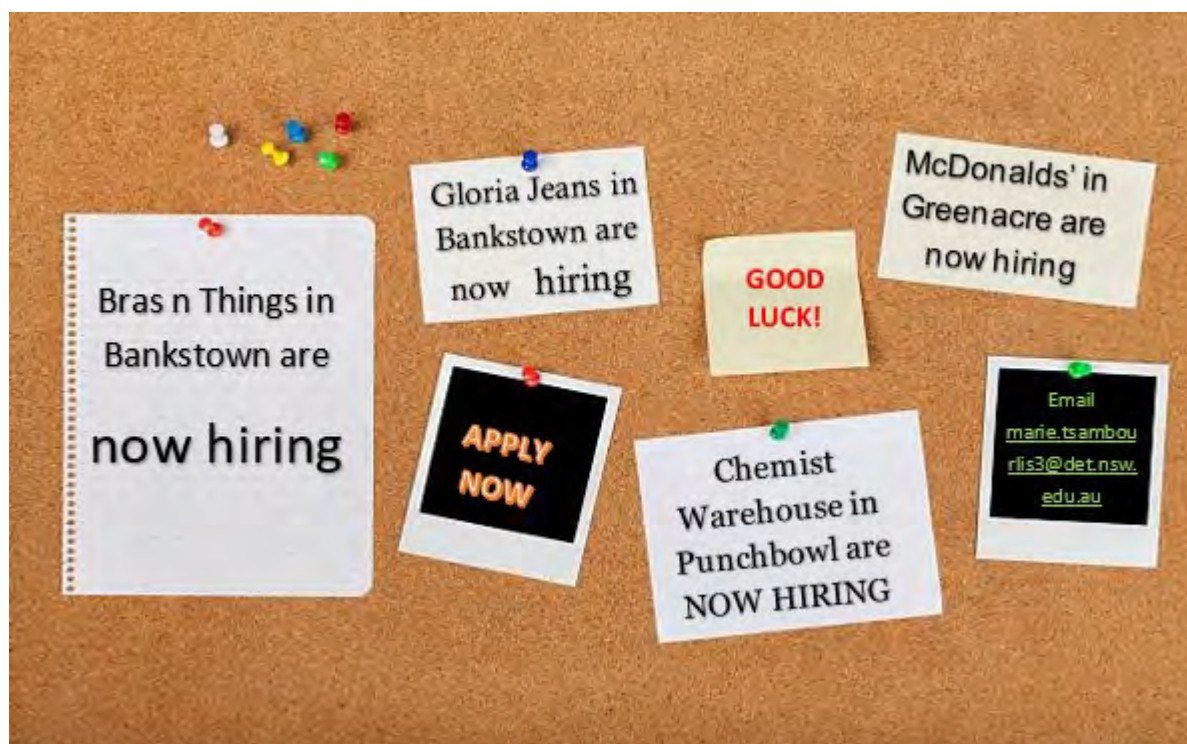 Bras n Things in
Bankstown are
now hiring
Gloria Jeans in
Bankstown are
now hiring
APPLY
NOW
GOOD
LUCK!
Chemist
Warehouse in
Punchbowl are
NOW HIRING
McDonalds' in
Greenacre are
now hiring
Email
marie.tsambou
rlis3@det.nsw.
edu.au